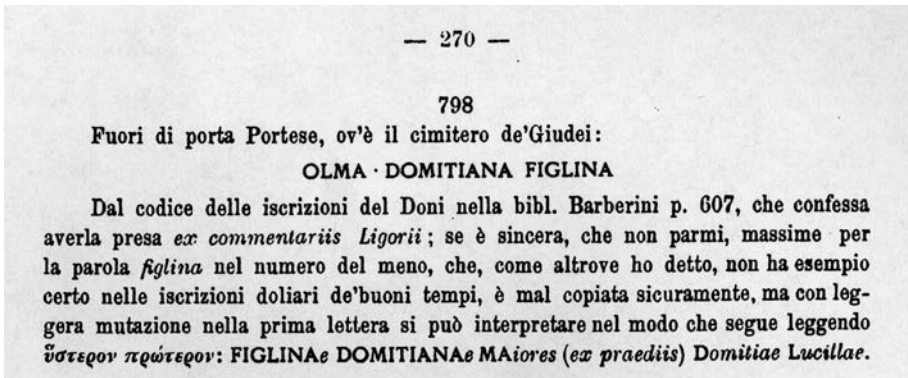 — 270 —
798
Fuori di porta Portese, ov'è il cimitero de'Giudei:
OLMA · DOMITIANA FIGLINA
Dal codice delle iscrizioni del Doni nella bibl. Barberini p. 607, che confessa
averla presa ex commentariis Ligorii; se è sincera, che non parmi, massime per
la parola figlina nel numero del meno, che, come altrove ho detto, non ha esempio
certo nelle iscrizioni doliari de'buoni tempi, è mal copiata sicuramente, ma con leg-
gera mutazione nella prima lettera si può interpretare nel modo che segue leggendo
ὕστερον πρώτερον: FIGLINAe DOMITIANAe MAiores (ex praediis) Domitiae Lucillae.